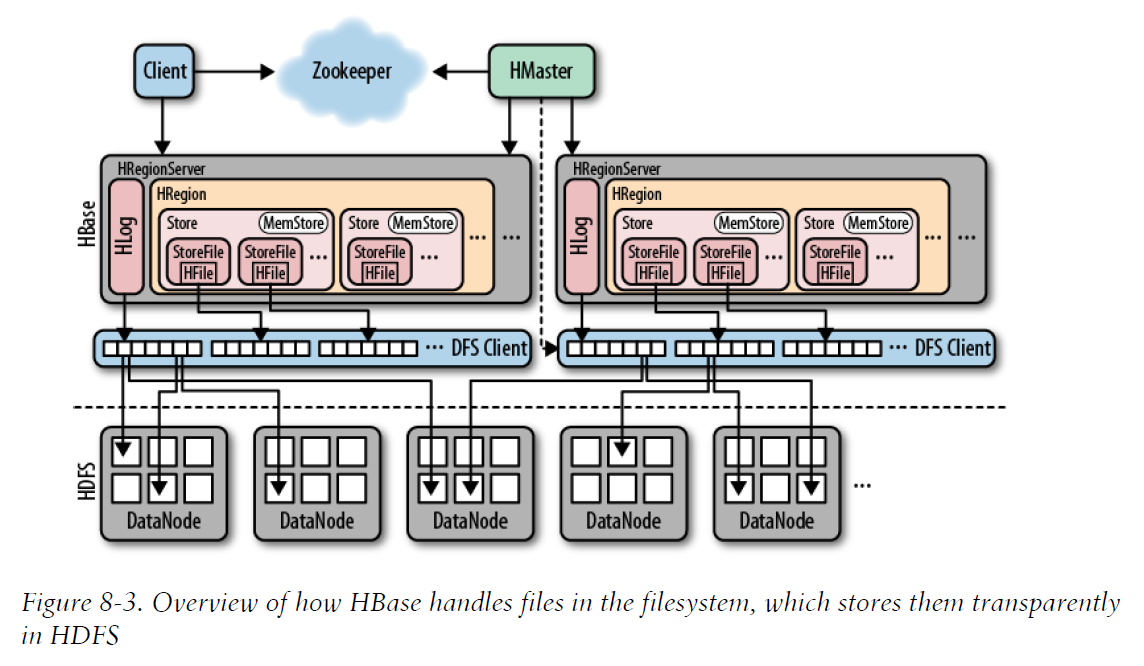 Client
Zookeeper
HMaster
HBase
HRegionServer
HLog
HRegion
Store
MemStore
StoreFile
HFile
StoreFile
HFile
...
Store
MemStore
StoreFile
HFile
...
...
...
HRegionServer
HLog
HRegion
Store
MemStore
StoreFile
HFile
StoreFile
HFile
...
Store
MemStore
StoreFile
HFile
...
...
...
... DFS Client
... DFS Client
HDFS
DataNode
DataNode
DataNode
DataNode
DataNode
...
Figure 8-3. Overview of how HBase handles files in the filesystem, which stores them transparently
in HDFS